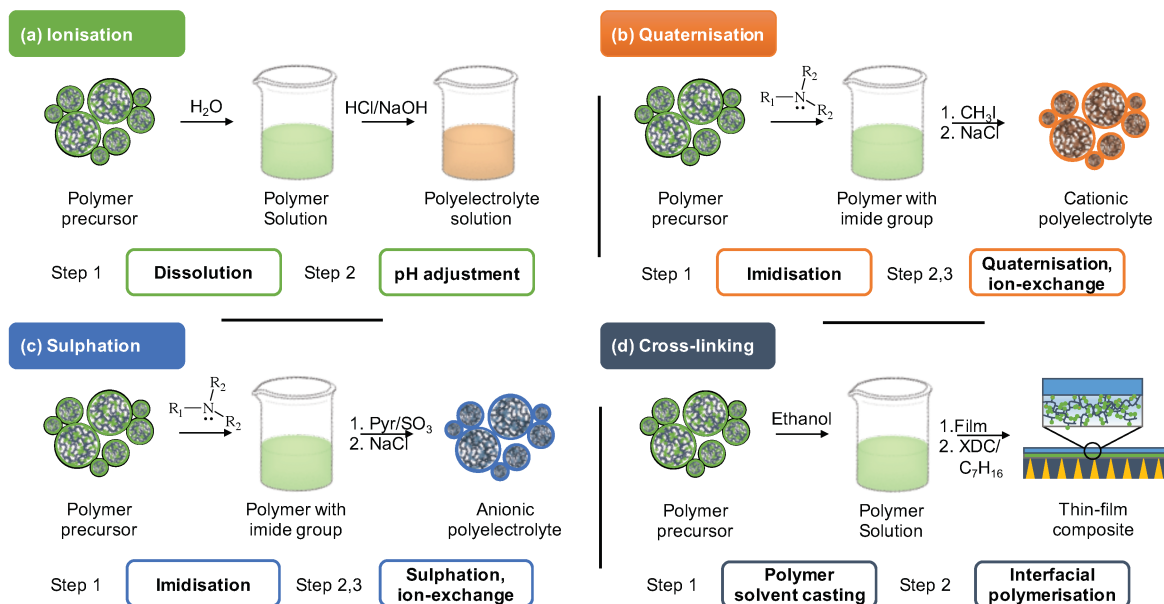 (a) Ionisation
H₂O
HCl/NaOH
Polymer
precursor
Polymer
Solution
Polyelectrolyte
solution
Step 1
Dissolution
Step 2
pH adjustment
(b) Quaternisation
R₂
R₁
N
R₂
1. CH₃I
2. NaCl
Polymer
precursor
Polymer with
imide group
Cationic
polyelectrolyte
Step 1
Imidisation
Step 2,3
Quaternisation,
ion-exchange
(c) Sulphation
R₂
R₁
N
R₂
1. Pyr/SO₃
2. NaCl
Polymer
precursor
Polymer with
imide group
Anionic
polyelectrolyte
Step 1
Imidisation
Step 2,3
Sulphation,
ion-exchange
(d) Cross-linking
Ethanol
1.Film
2. XDC/
C₇H₁₆
Polymer
precursor
Polymer
Solution
Thin-film
composite
Step 1
Polymer
solvent casting
Step 2
Interfacial
polymerisation